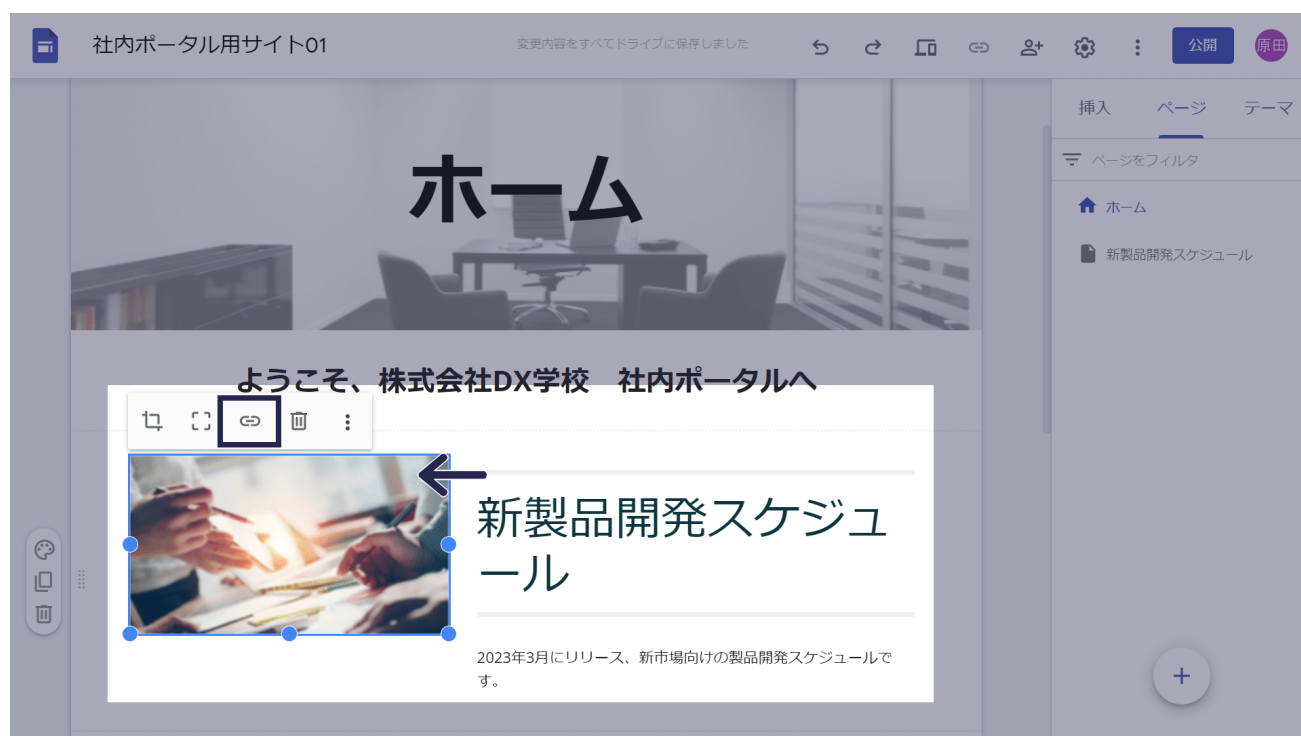 社内ポータル用サイト01
変更内容をすべてドライブに保存しました
公開
原田
挿入 ページ テーマ
ページをフィルタ
ホーム
新製品開発スケジュール
ホーム
ようこそ、株式会社DX学校 社内ポータルへ
新製品開発スケジュ
ール
2023年3月にリリース、新市場向けの製品開発スケジュールで
す。